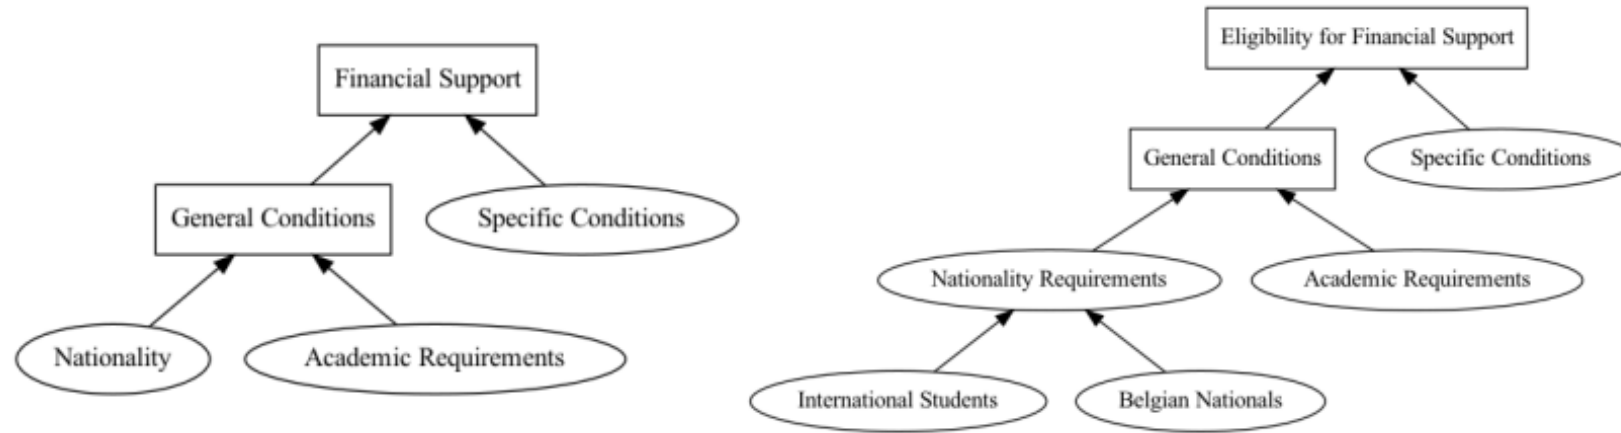 Financial Support
General Conditions
Specific Conditions
Nationality
Academic Requirements
Eligibility for Financial Support
General Conditions
Specific Conditions
Nationality Requirements
Academic Requirements
International Students
Belgian Nationals